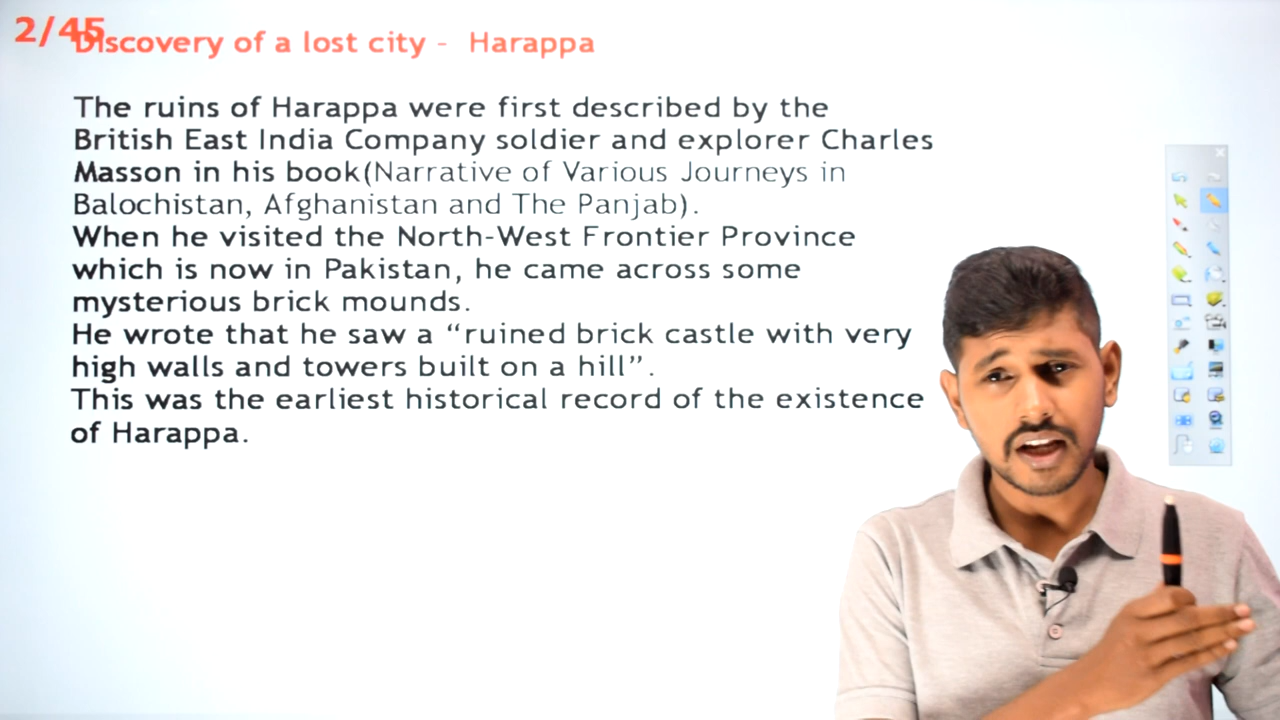 2/45
Discovery of a lost city - Harappa
The ruins of Harappa were first described by the
British East India Company soldier and explorer Charles
Masson in his book(Narrative of Various Journeys in
Balochistan, Afghanistan and The Panjab).
When he visited the North-West Frontier Province
which is now in Pakistan, he came across some
mysterious brick mounds.
He wrote that he saw a “ruined brick castle with very
high walls and towers built on a hill”.
This was the earliest historical record of the existence
of Harappa.